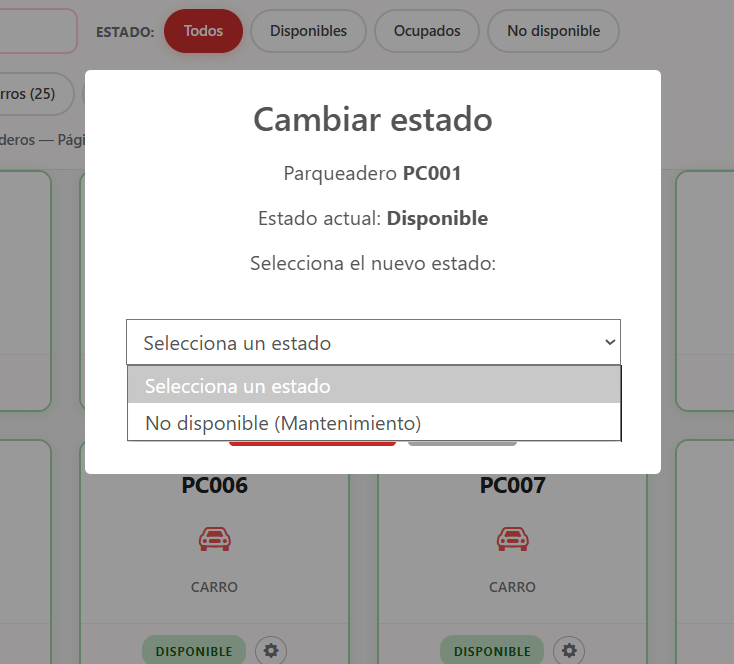 ESTADO: Todos Disponibles Ocupados No disponible
rros (25)
deros — Pági
Cambiar estado
Parqueadero PC001
Estado actual: Disponible
Selecciona el nuevo estado:
Selecciona un estado
Selecciona un estado
No disponible (Mantenimiento)
PC006 PC007
CARRO CARRO
DISPONIBLE DISPONIBLE